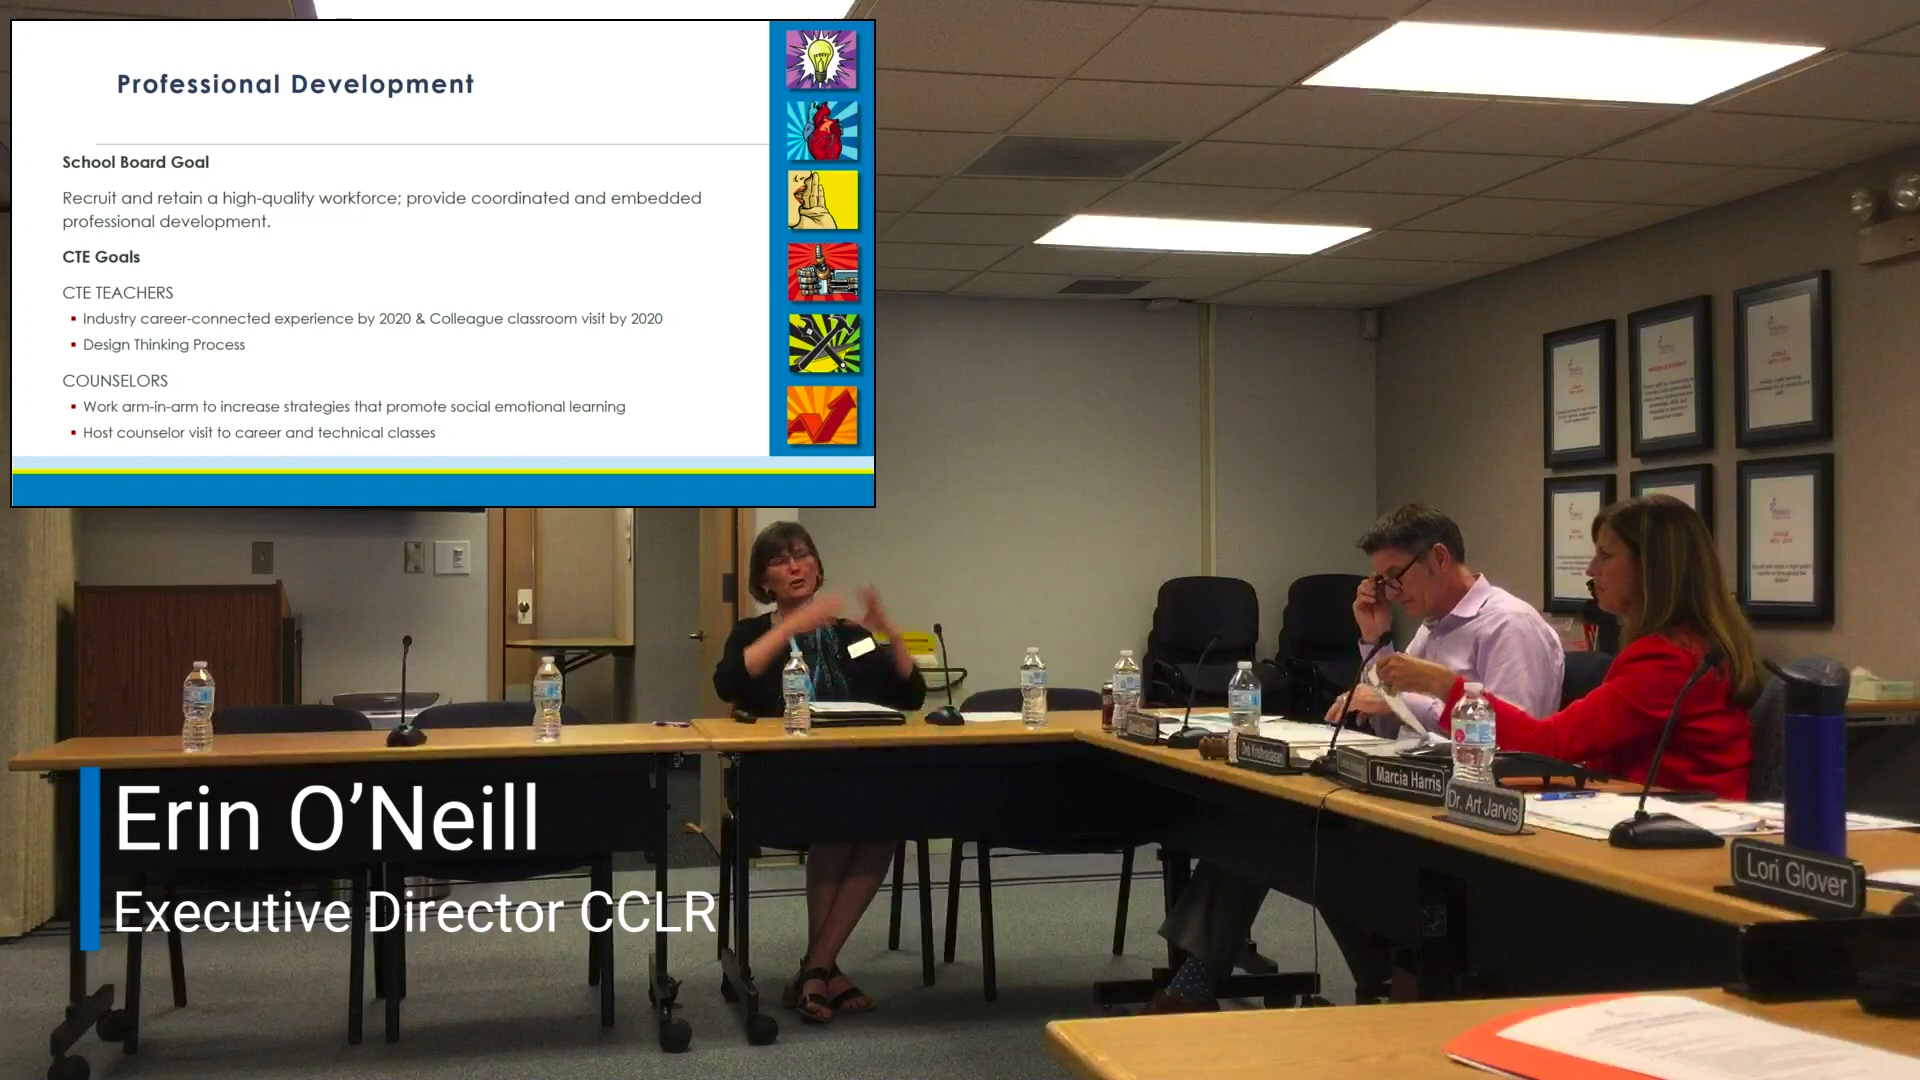 Professional Development
School Board Goal
Recruit and retain a high-quality workforce; provide coordinated and embedded
professional development.
CTE Goals
CTE TEACHERS
Industry career-connected experience by 2020 & Colleague classroom visit by 2020
Design Thinking Process
COUNSELORS
Work arm-in-arm to increase strategies that promote social emotional learning
Host counselor visit to career and technical classes
Marcia Harris
Dr. Art Jarvis
Lori Glover
Erin O’Neill
Executive Director CCLR